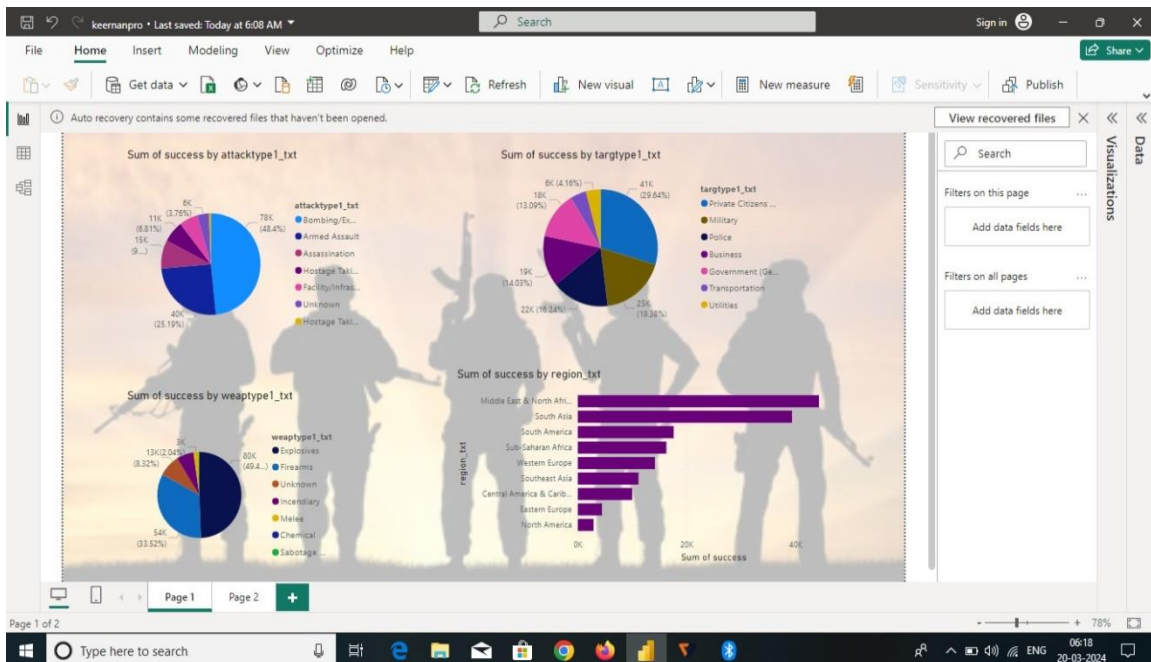 keernanpro • Last saved: Today at 6:08 AM
Search
Sign in
File Home Insert Modeling View Optimize Help
Share
Get data
Refresh
New visual
New measure
Sensitivity
Publish
Auto recovery contains some recovered files that haven't been opened.
View recovered files
Sum of success by attacktype1_txt
6K
(3.76%)
11K
(6.81%)
15K
(9....)
78K
(48.4%)
40K
(25.19%)
attacktype1_txt
Bombing/Ex...
Armed Assault
Assassination
Hostage Taki...
Facility/Infras...
Unknown
Hostage Taki...
Sum of success by targtype1_txt
6K (4.16%)
18K
(13.09%)
41K
(29.64%)
19K
(14.03%)
22K (16.24%)
25K
(18.38%)
targtype1_txt
Private Citizens ...
Military
Police
Business
Government (Ge...
Transportation
Utilities
Sum of success by weaptype1_txt
3K
13K (2.04%)
(8.32%)
80K
(49.4...)
54K
(33.52%)
weaptype1_txt
Explosives
Firearms
Unknown
Incendiary
Melee
Chemical
Sabotage ...
Sum of success by region_txt
region_txt
Middle East & North Afri...
South Asia
South America
Sub-Saharan Africa
Western Europe
Southeast Asia
Central America & Carib...
Eastern Europe
North America
0K 20K 40K
Sum of success
Search
Filters on this page
...
Add data fields here
Filters on all pages
...
Add data fields here
Visualizations
Data
Page 1
Page 2
Page 1 of 2
78%
Type here to search
ENG
06:18
20-03-2024